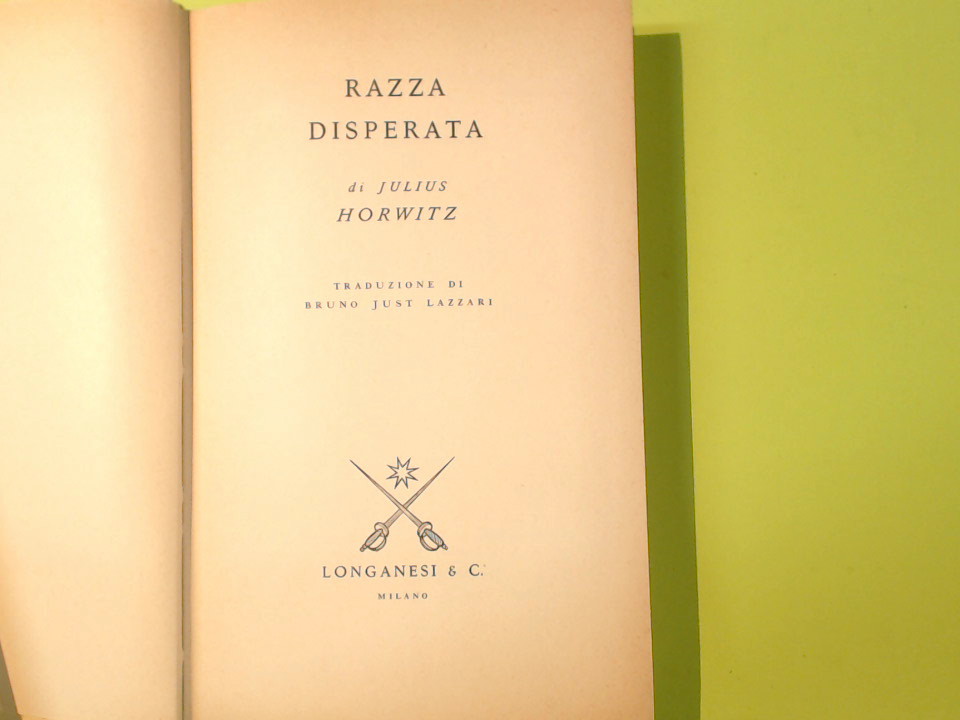 RAZZA
DISPERATA
di JULIUS
HORWITZ
TRADUZIONE DI
BRUNO JUST LAZZARI
LONGANESI & C.
MILANO